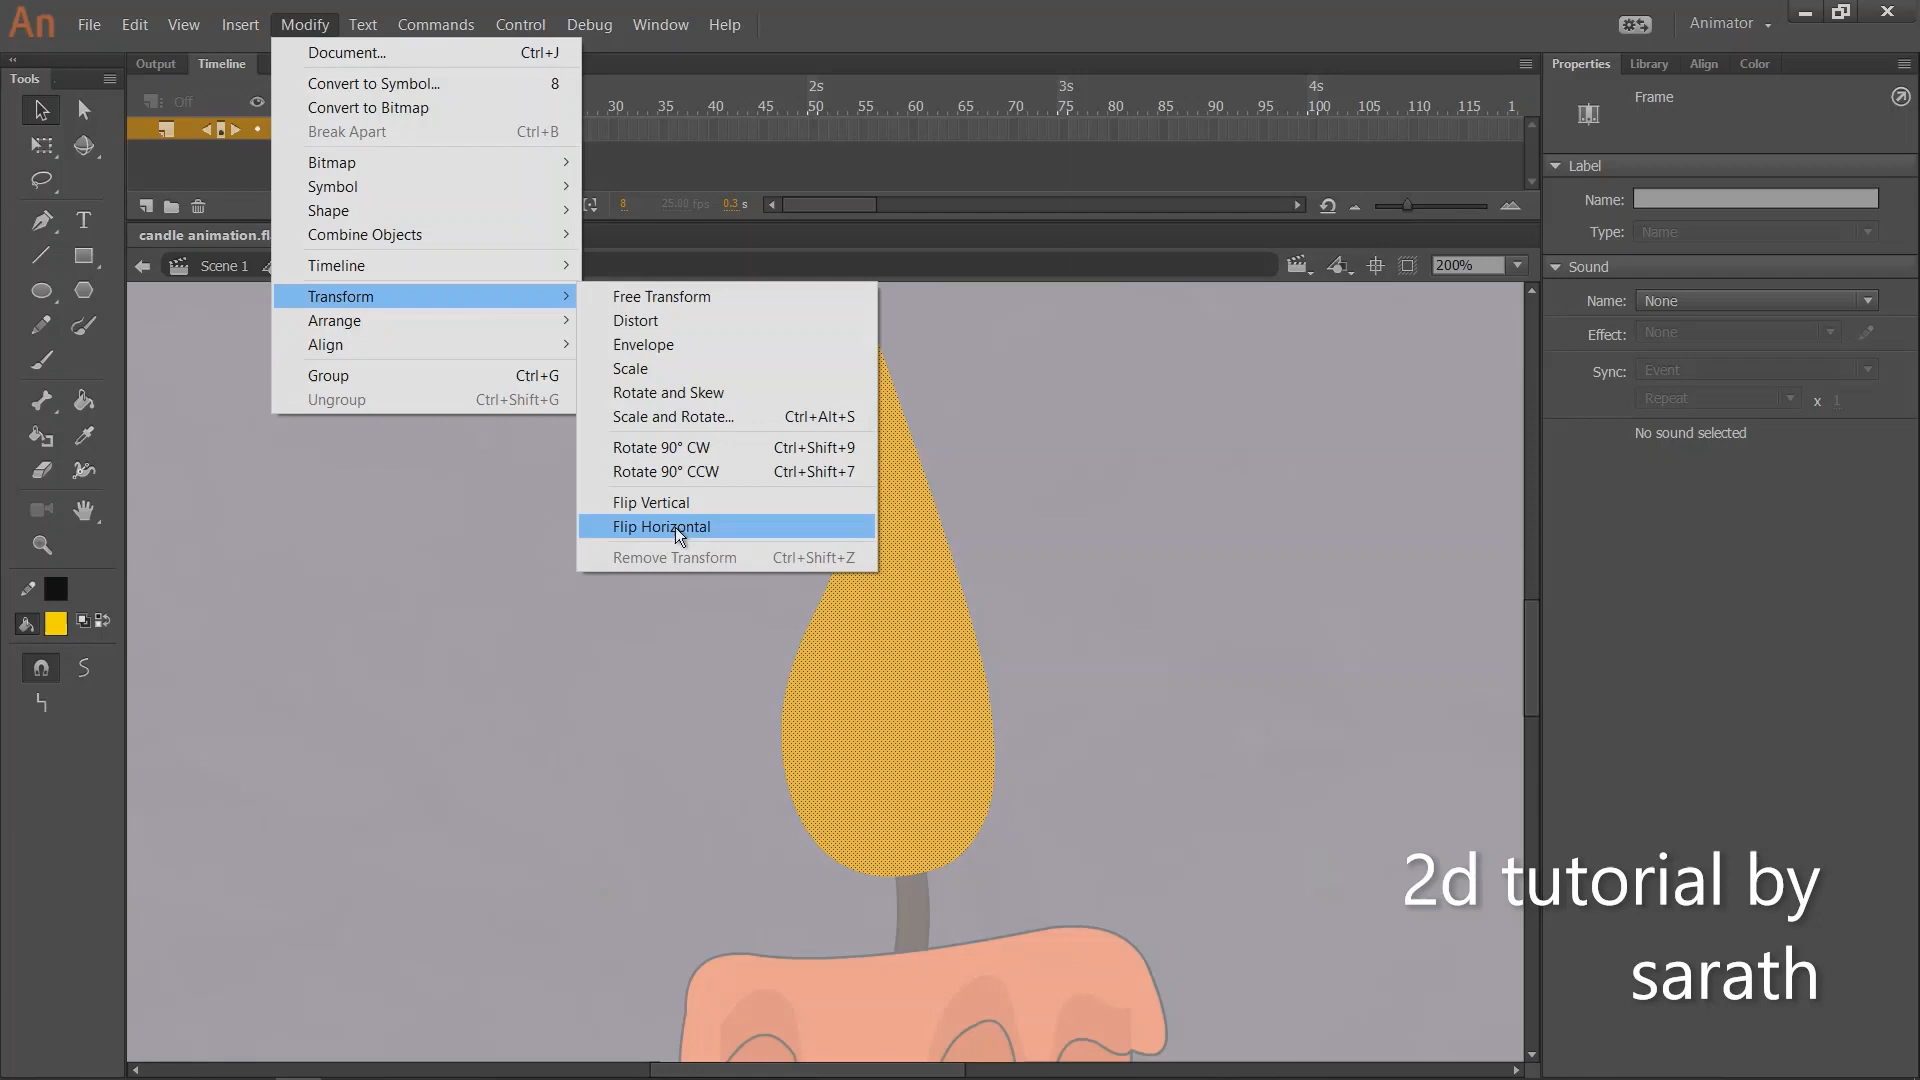 An File Edit View Insert Modify Text Commands Control Debug Window Help Animator
Tools
Output Timeline
Off
2s 3s 4s
30 35 40 45 50 55 60 65 70 75 80 85 90 95 100 105 110 115 1
8 25.00 fps 0.3 s
candle animation.fl
Scene 1
200%
Document... Ctrl+J
Convert to Symbol... 8
Convert to Bitmap
Break Apart Ctrl+B
Bitmap
Symbol
Shape
Combine Objects
Timeline
Transform
Arrange
Align
Group Ctrl+G
Ungroup Ctrl+Shift+G
Free Transform
Distort
Envelope
Scale
Rotate and Skew
Scale and Rotate... Ctrl+Alt+S
Rotate 90° CW Ctrl+Shift+9
Rotate 90° CCW Ctrl+Shift+7
Flip Vertical
Flip Horizontal
Remove Transform Ctrl+Shift+Z
Properties Library Align Color
Frame
Label
Name:
Type: Name
Sound
Name: None
Effect: None
Sync: Event
Repeat x 1
No sound selected
2d tutorial by
sarath